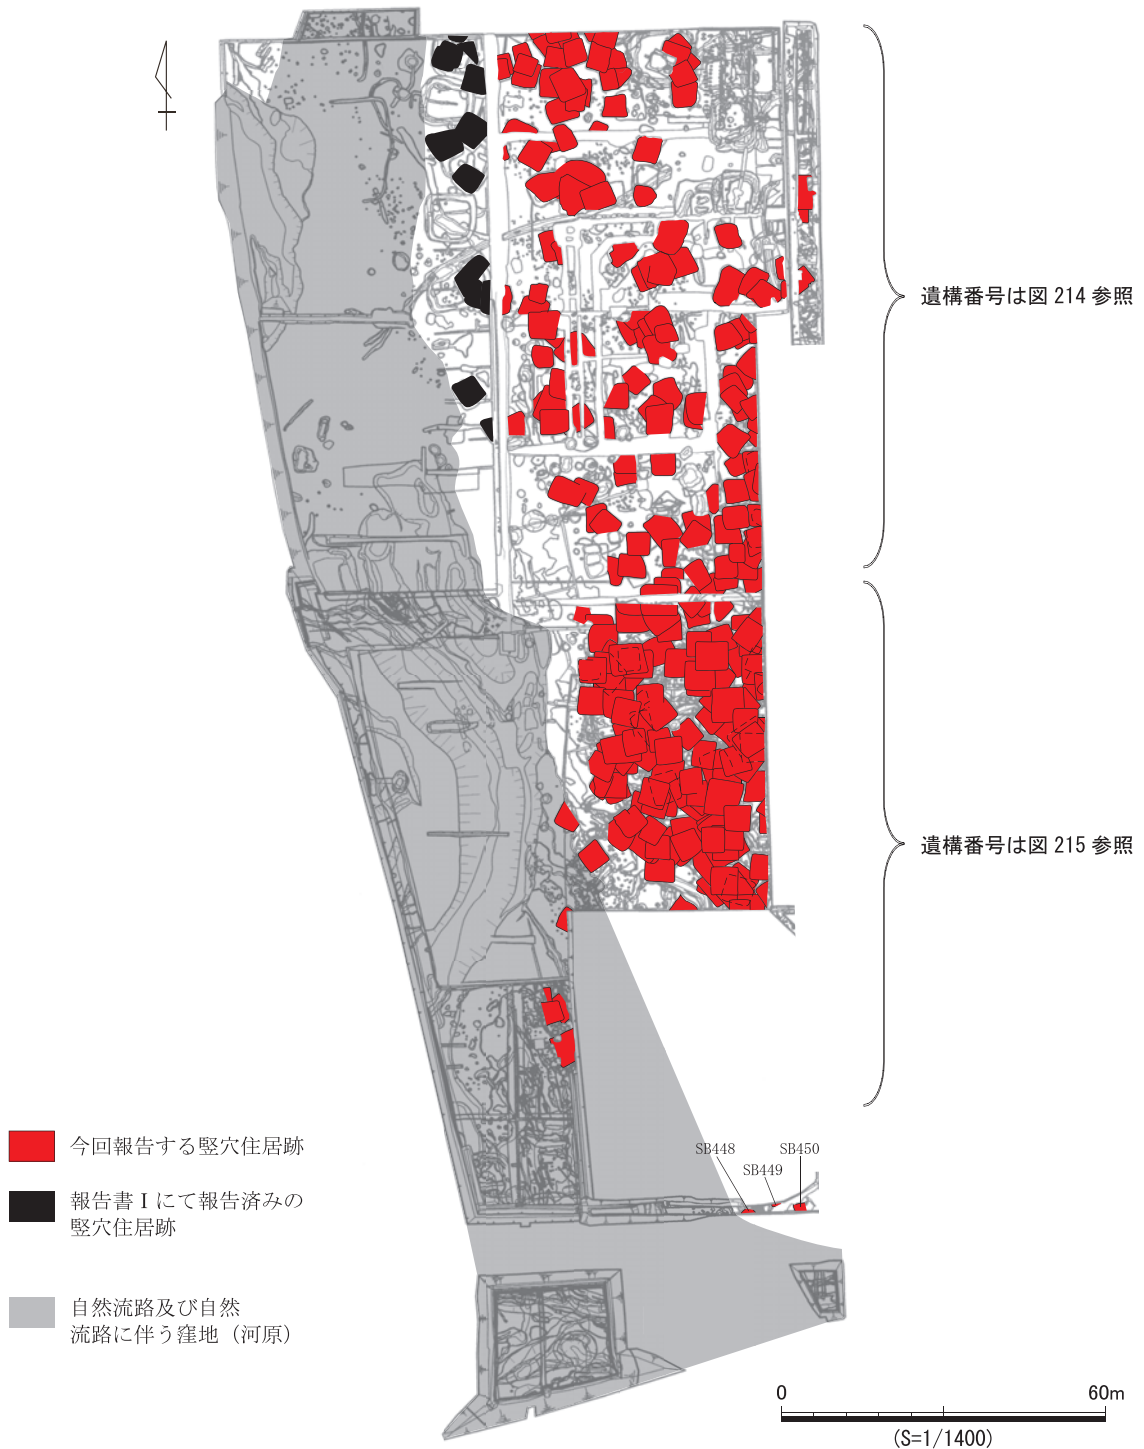 遺構番号は図 214 参照
遺構番号は図 215 参照
今回報告する竪穴住居跡
報告書Ⅰにて報告済みの
竪穴住居跡
自然流路及び自然
流路に伴う窪地（河原）
SB448
SB449
SB450
0
60m
(S=1/1400)